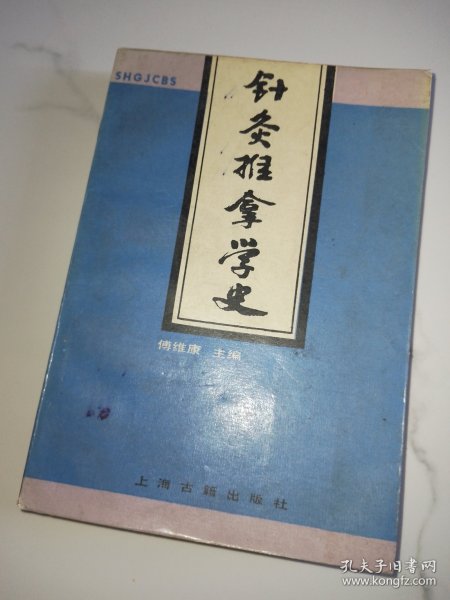 SHGJCBS
针灸推拿学史
傅维康 主编
上海古籍出版社
孔夫子旧书网
www.kongfz.com